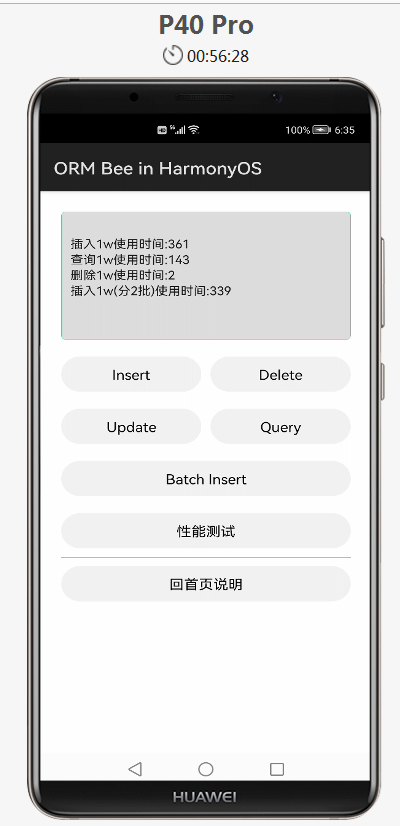 P40 Pro
00:56:28
100% 6:35
ORM Bee in HarmonyOS
插入1w使用时间:361
查询1w使用时间:143
删除1w使用时间:2
插入1w(分2批)使用时间:339
Insert
Delete
Update
Query
Batch Insert
性能测试
回首页说明
HUAWEI